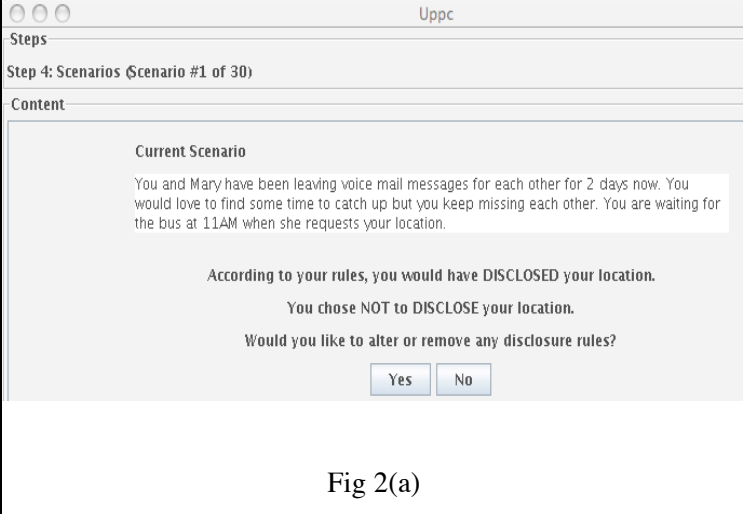 Uppc
Steps
Step 4: Scenarios (Scenario #1 of 30)
Content
Current Scenario
You and Mary have been leaving voice mail messages for each other for 2 days now. You
would love to find some time to catch up but you keep missing each other. You are waiting for
the bus at 11AM when she requests your location.
According to your rules, you would have DISCLOSED your location.
You chose NOT to DISCLOSE your location.
Would you like to alter or remove any disclosure rules?
Yes No
Fig 2(a)